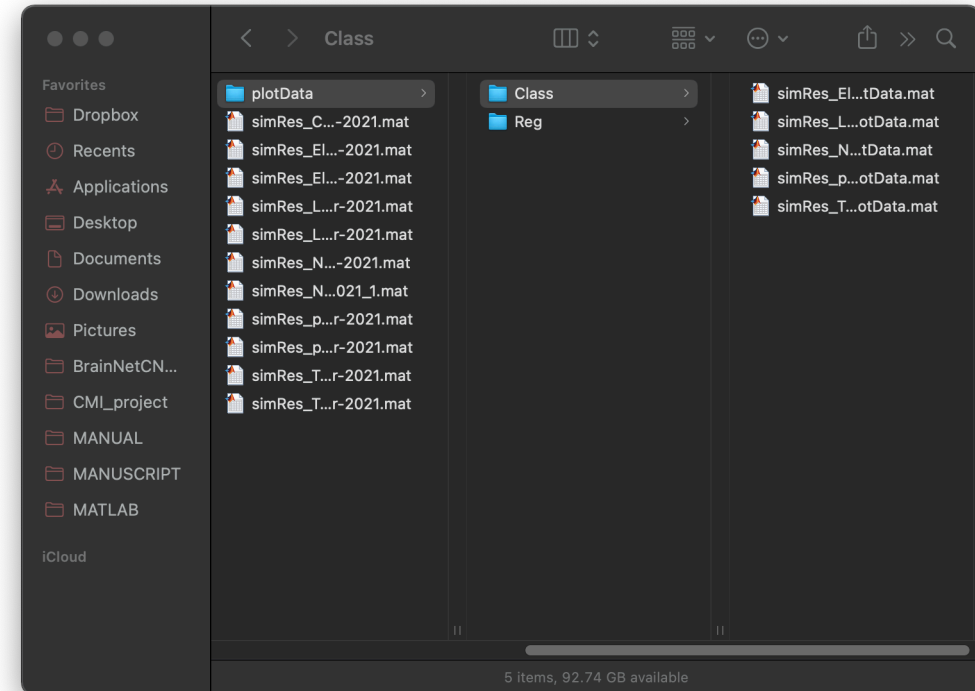 Class
Favorites
Dropbox
Recents
Applications
Desktop
Documents
Downloads
Pictures
BrainNetCN...
CMI_project
MANUAL
MANUSCRIPT
MATLAB
iCloud
plotData
simRes_C...-2021.mat
simRes_El...-2021.mat
simRes_El...-2021.mat
simRes_L...r-2021.mat
simRes_L...r-2021.mat
simRes_N...-2021.mat
simRes_N...021_1.mat
simRes_p...r-2021.mat
simRes_p...r-2021.mat
simRes_T...r-2021.mat
simRes_T...r-2021.mat
Class
Reg
simRes_El...tData.mat
simRes_L...otData.mat
simRes_N...tData.mat
simRes_p...otData.mat
simRes_T...otData.mat
5 items, 92.74 GB available